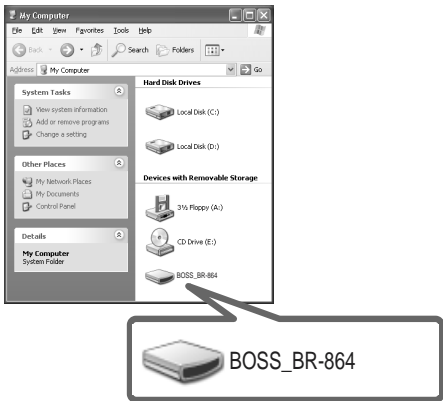 My Computer
File Edit View Favorites Tools Help
Back Search Folders
Address My Computer Go
System Tasks
View system information
Add or remove programs
Change a setting
Other Places
My Network Places
My Documents
Control Panel
Details
My Computer
System Folder
Hard Disk Drives
Local Disk (C:)
Local Disk (D:)
Devices with Removable Storage
3½ Floppy (A:)
CD Drive (E:)
BOSS_BR-864
BOSS_BR-864